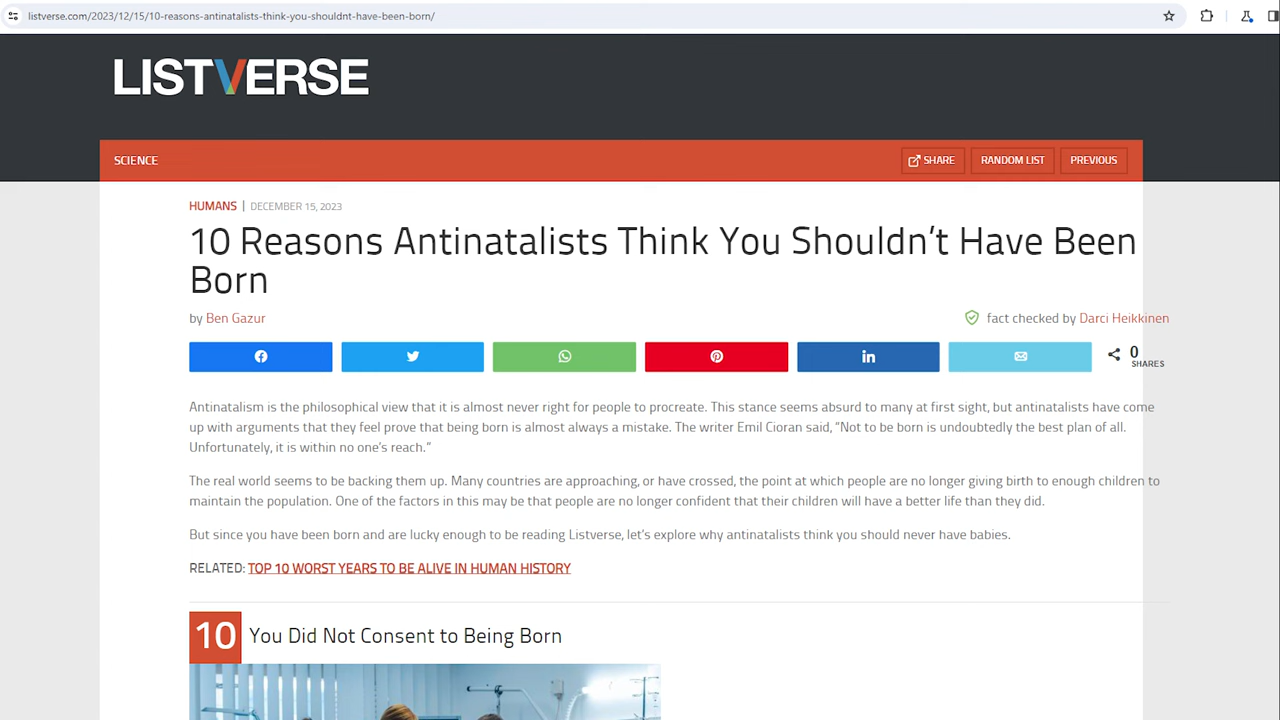 listverse.com/2023/12/15/10-reasons-antinatalists-think-you-shouldnt-have-been-born/
LISTVERSE
SCIENCE
SHARE
RANDOM LIST
PREVIOUS
HUMANS | DECEMBER 15, 2023
10 Reasons Antinatalists Think You Shouldn’t Have Been
Born
by Ben Gazur
fact checked by Darci Heikkinen
0
SHARES
Antinatalism is the philosophical view that it is almost never right for people to procreate. This stance seems absurd to many at first sight, but antinatalists have come
up with arguments that they feel prove that being born is almost always a mistake. The writer Emil Cioran said, “Not to be born is undoubtedly the best plan of all.
Unfortunately, it is within no one’s reach.“
The real world seems to be backing them up. Many countries are approaching, or have crossed, the point at which people are no longer giving birth to enough children to
maintain the population. One of the factors in this may be that people are no longer confident that their children will have a better life than they did.
But since you have been born and are lucky enough to be reading Listverse, let’s explore why antinatalists think you should never have babies.
RELATED: TOP 10 WORST YEARS TO BE ALIVE IN HUMAN HISTORY
10 You Did Not Consent to Being Born